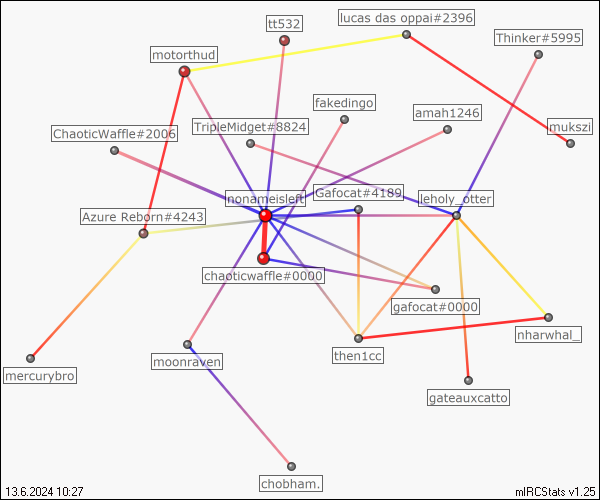 lucas das oppai#2396
tt532
Thinker#5995
motorthud
fakedingo
amah1246
TripleMidget#8824
mukszi
ChaoticWaffle#2006
Gafocat#4189
nonameisleft
leholy_otter
Azure Reborn#4243
chaoticwaffle#0000
gafocat#0000
nharwhal_
then1cc
moonraven
mercurybro
gateauxcatto
chobham.
13.6.2024 10:27
mIRCStats v1.25